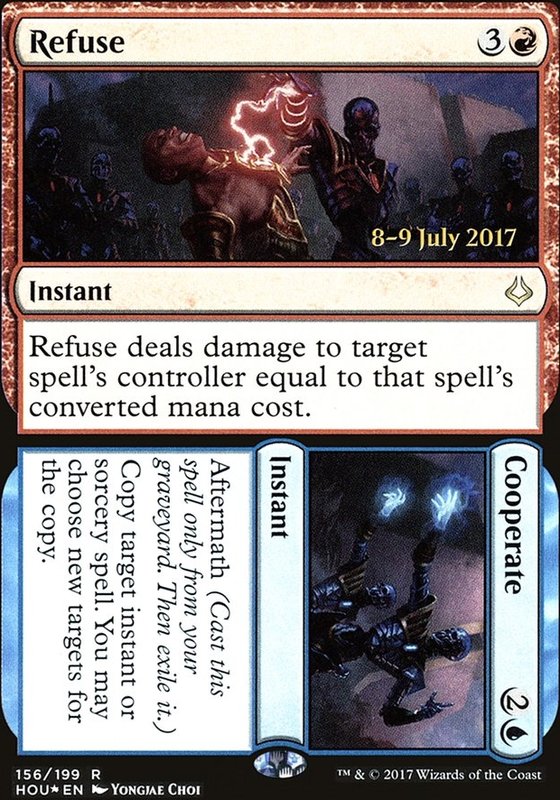 Refuse
3
8–9 July 2017
Instant
Refuse deals damage to target
spell's controller equal to that spell's
converted mana cost.
Cooperate
2
Instant
Aftermath (Cast this
spell only from your
graveyard. Then exile it.)
Copy target instant or
sorcery spell. You may
choose new targets for
the copy.
156/199 R
HOU★EN Yongjae Choi
™ & © 2017 Wizards of the Coast